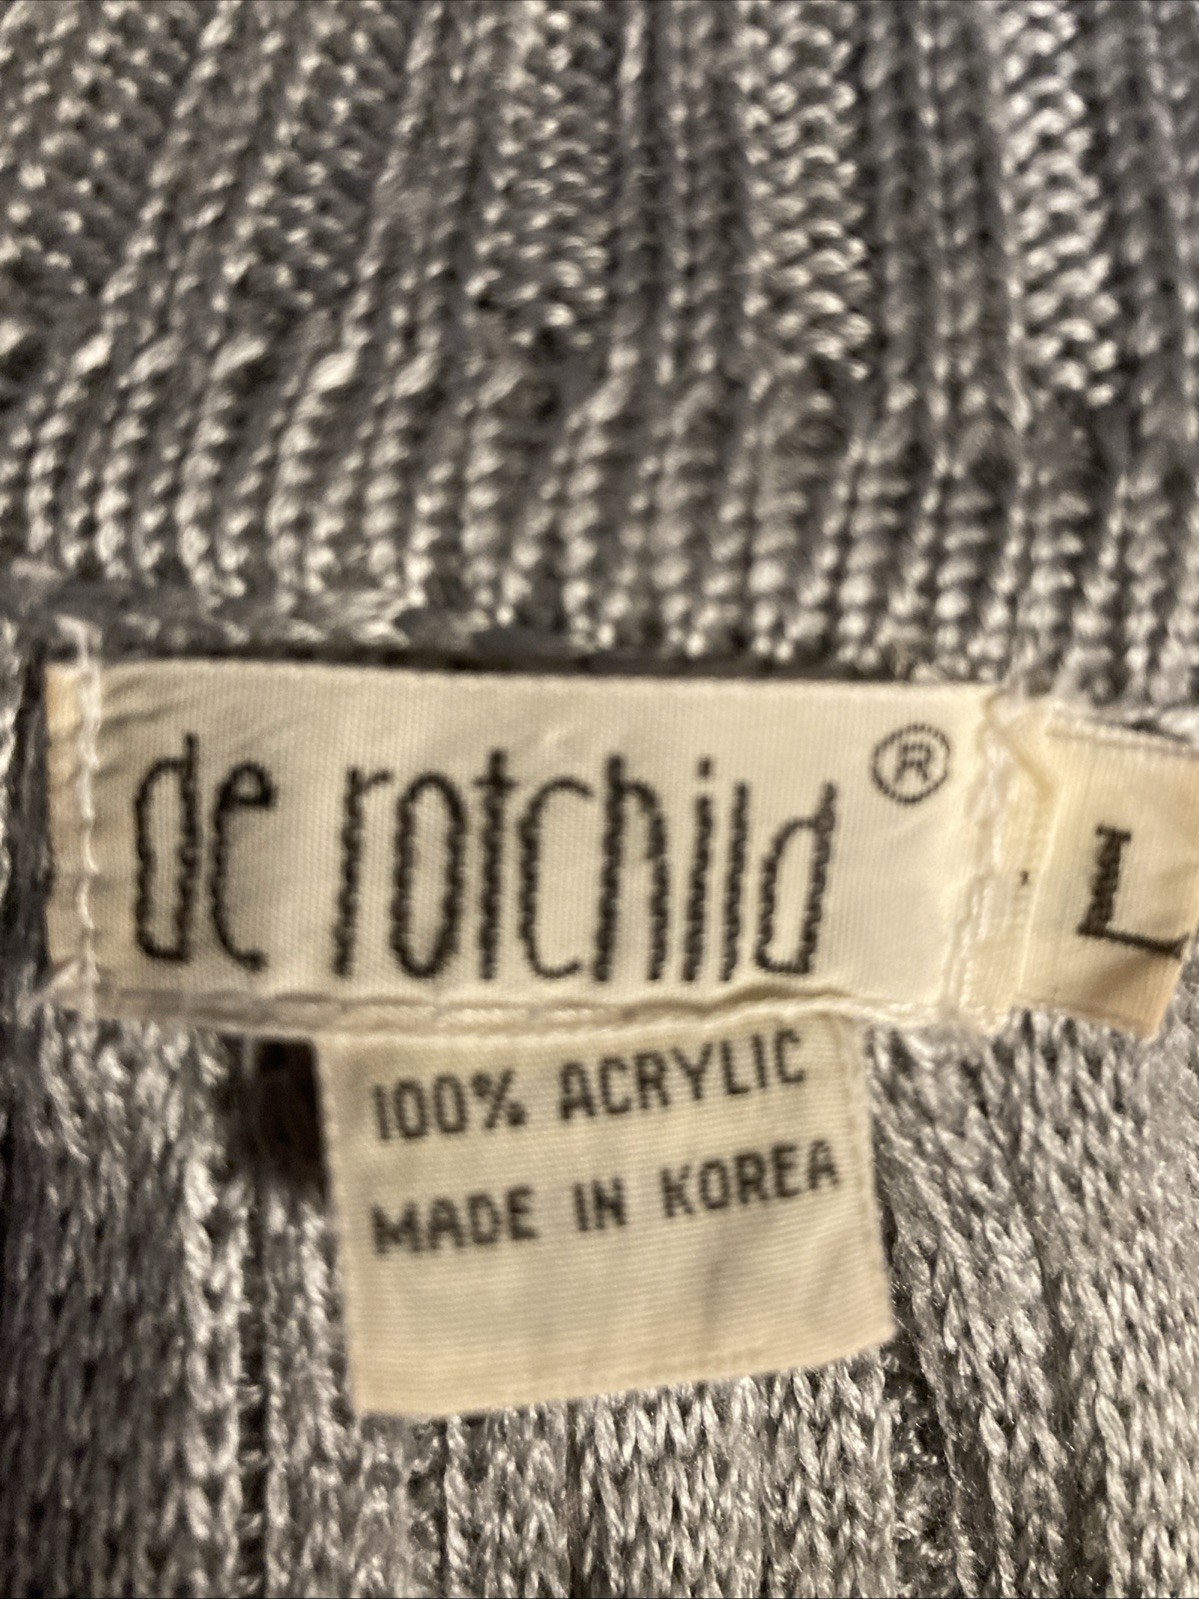 de rotchild ®
L
100% ACRYLIC
MADE IN KOREA